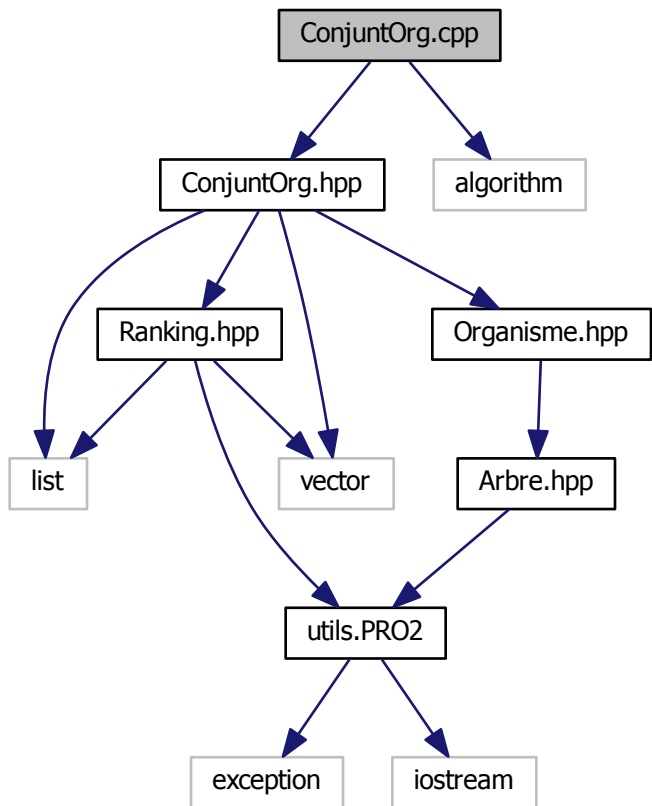 ConjuntOrg.cpp
ConjuntOrg.hpp
algorithm
Ranking.hpp
Organisme.hpp
list
vector
Arbre.hpp
utils.PRO2
exception
iostream